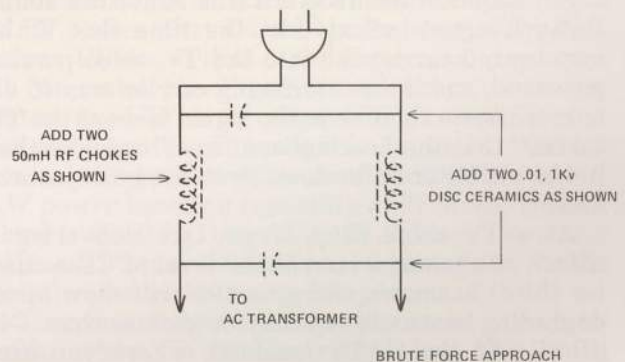 ADD TWO
50mH RF CHOKES
AS SHOWN
ADD TWO .01, 1Kv
DISC CERAMICS AS SHOWN
TO
AC TRANSFORMER
BRUTE FORCE APPROACH